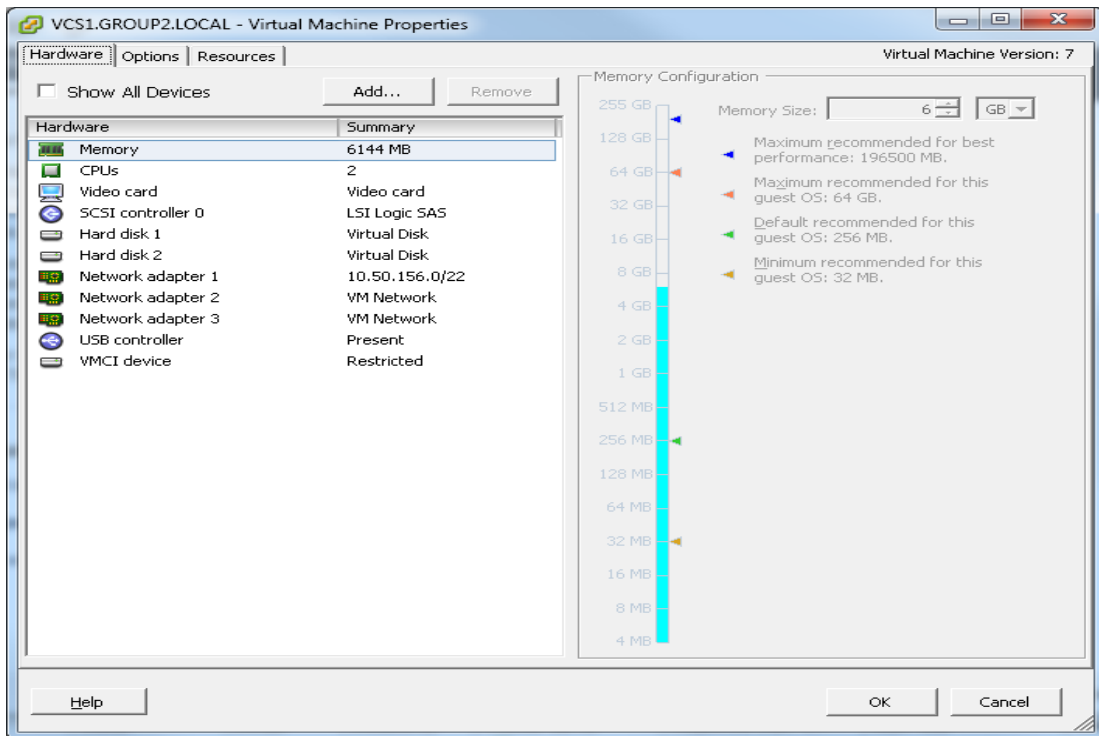 VCS1.GROUP2.LOCAL - Virtual Machine Properties
Hardware Options Resources Virtual Machine Version: 7
Show All Devices Add... Remove
Hardware Summary
Memory 6144 MB
CPUs 2
Video card Video card
SCSI controller 0 LSI Logic SAS
Hard disk 1 Virtual Disk
Hard disk 2 Virtual Disk
Network adapter 1 10.50.156.0/22
Network adapter 2 VM Network
Network adapter 3 VM Network
USB controller Present
VMCI device Restricted
Memory Configuration
255 GB
128 GB
64 GB
32 GB
16 GB
8 GB
4 GB
2 GB
1 GB
512 MB
256 MB
128 MB
64 MB
32 MB
16 MB
8 MB
4 MB
Memory Size: 6 GB
Maximum recommended for best
performance: 196500 MB.
Maximum recommended for this
guest OS: 64 GB.
Default recommended for this
guest OS: 256 MB.
Minimum recommended for this
guest OS: 32 MB.
Help OK Cancel